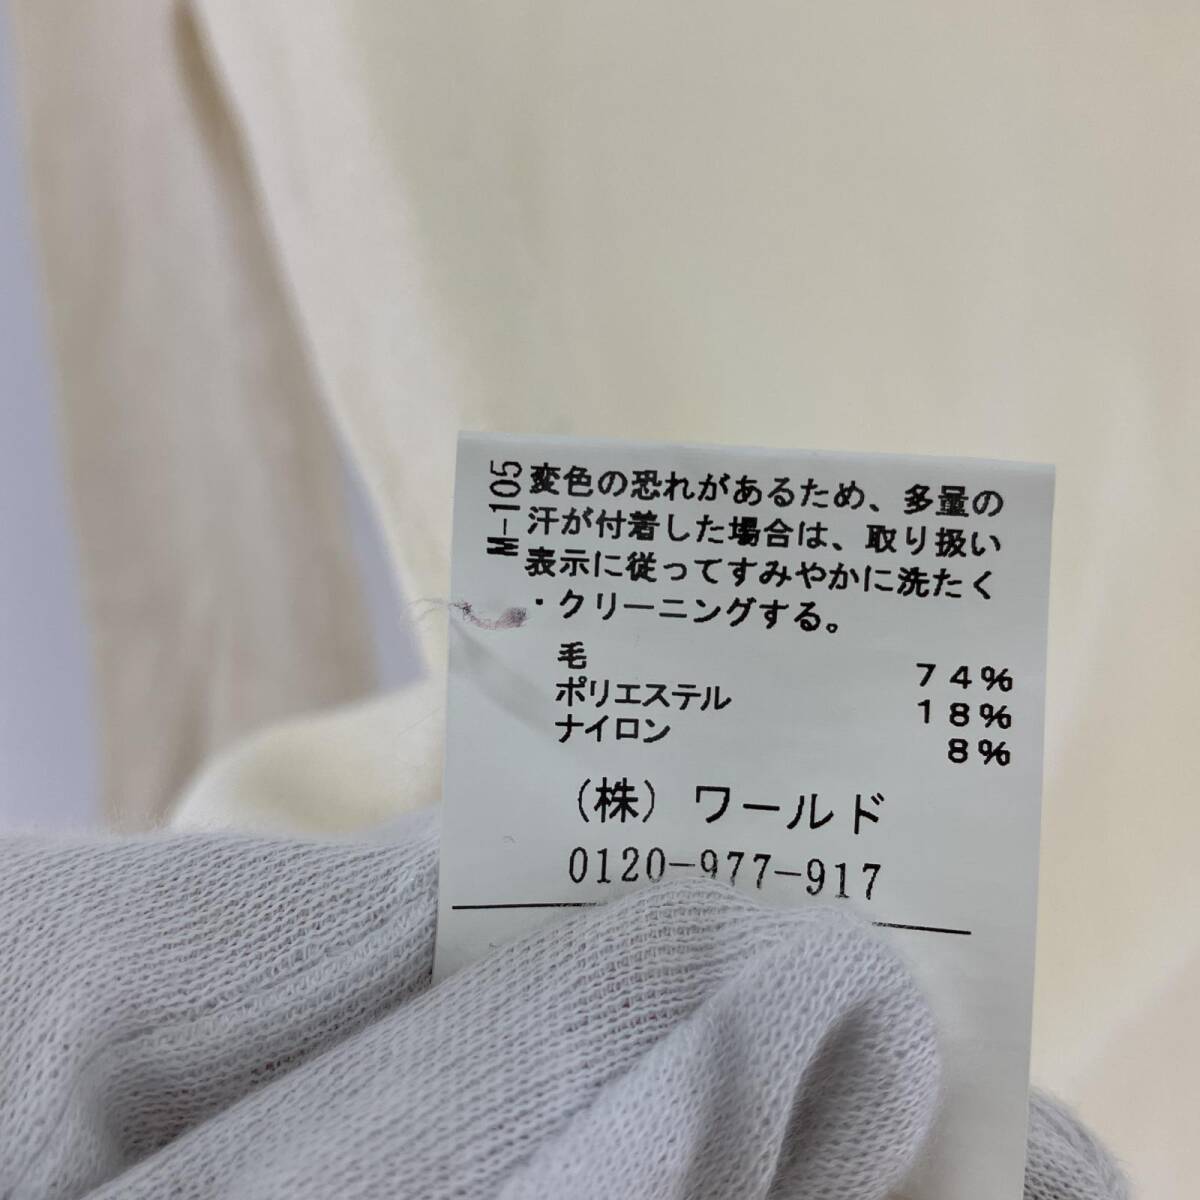 M-105
変色の恐れがあるため、多量の
汗が付着した場合は、取り扱い
表示に従ってすみやかに洗たく
・クリーニングする。
毛 74%
ポリエステル 18%
ナイロン 8%
(株) ワールド
0120-977-917